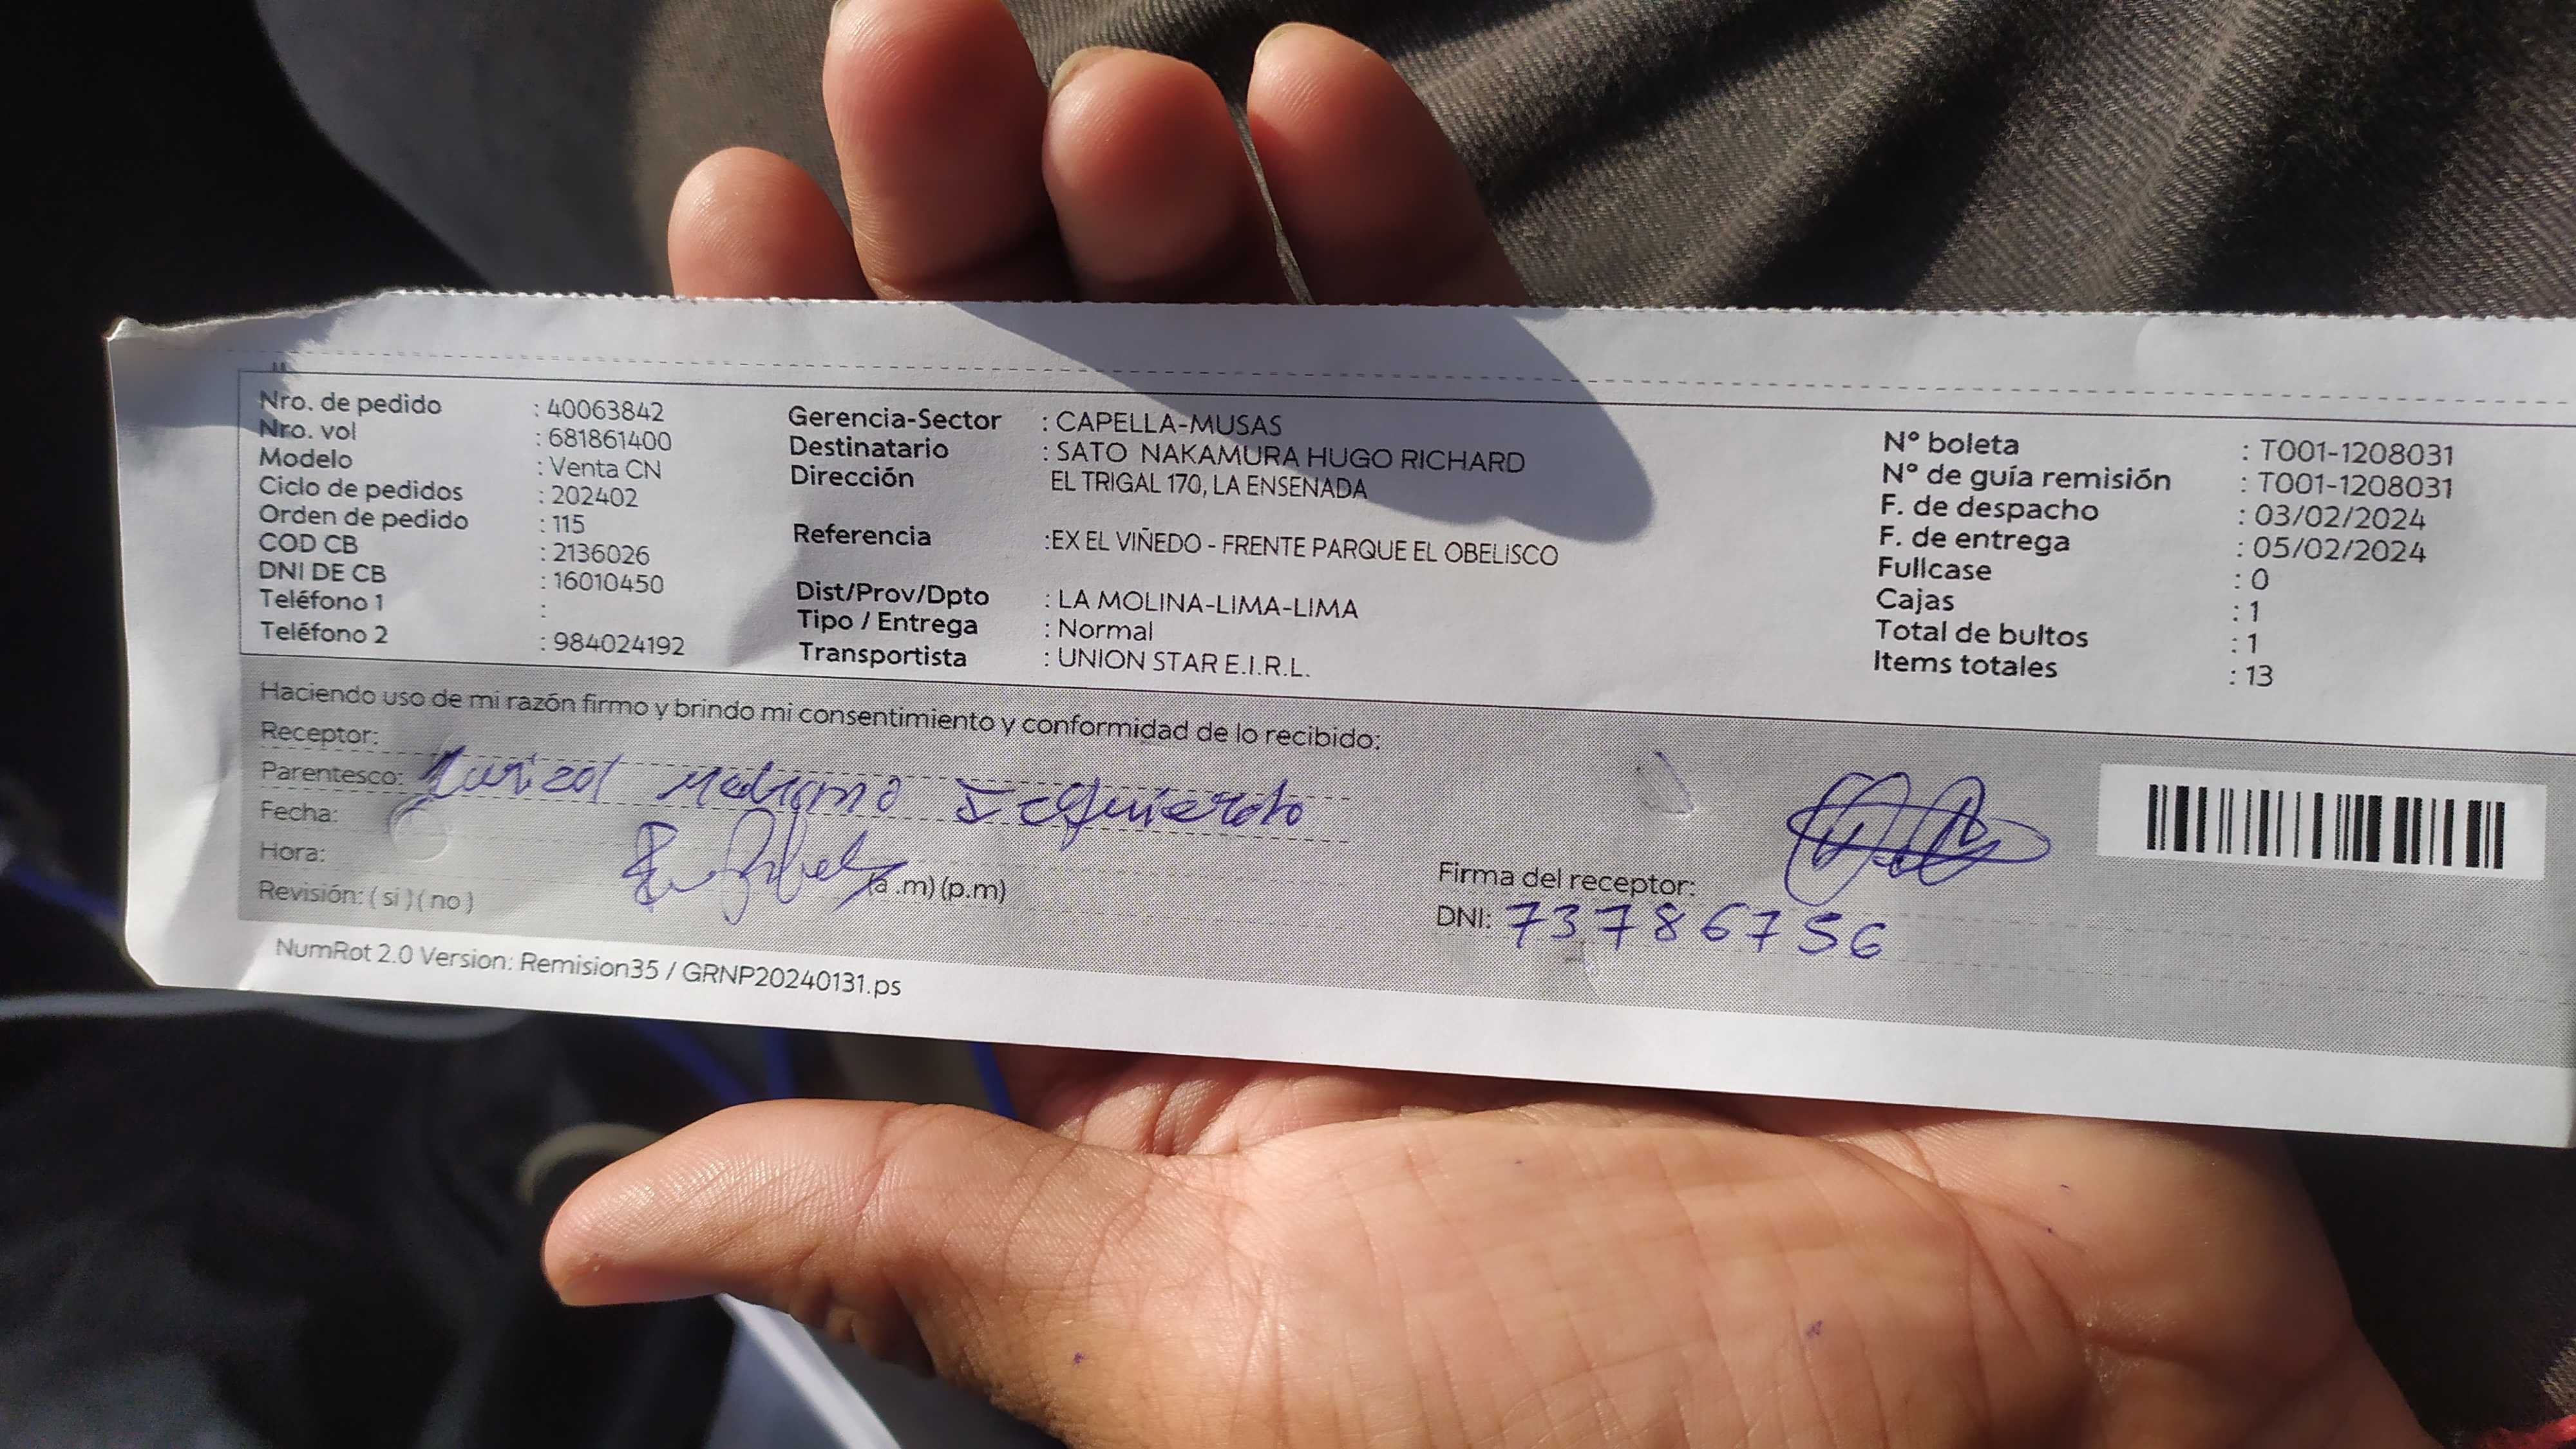 Nro. de pedido : 40063842
Nro. vol : 681861400
Modelo : Venta CN
Ciclo de pedidos : 202402
Orden de pedido : 115
COD CB : 2136026
DNI DE CB : 16010450
Teléfono 1 :
Teléfono 2 : 984024192
Gerencia-Sector : CAPELLA-MUSAS
Destinatario : SATO NAKAMURA HUGO RICHARD
Dirección EL TRIGAL 170, LA ENSENADA
Referencia :EX EL VIÑEDO - FRENTE PARQUE EL OBELISCO
Dist/Prov/Dpto : LA MOLINA-LIMA-LIMA
Tipo / Entrega : Normal
Transportista : UNION STAR E.I.R.L.
N° boleta : T001-1208031
N° de guía remisión : T001-1208031
F. de despacho : 03/02/2024
F. de entrega : 05/02/2024
Fullcase : 0
Cajas : 1
Total de bultos : 1
Items totales : 13
Haciendo uso de mi razón firmo y brindo mi consentimiento y conformidad de lo recibido:
Receptor:
Parentesco:
Fecha:
Hora: (a .m) (p.m)
Revisión: ( si ) ( no )
Firma del receptor:
DNI: 73786756
NumRot 2.0 Version: Remision35 / GRNP20240131.ps